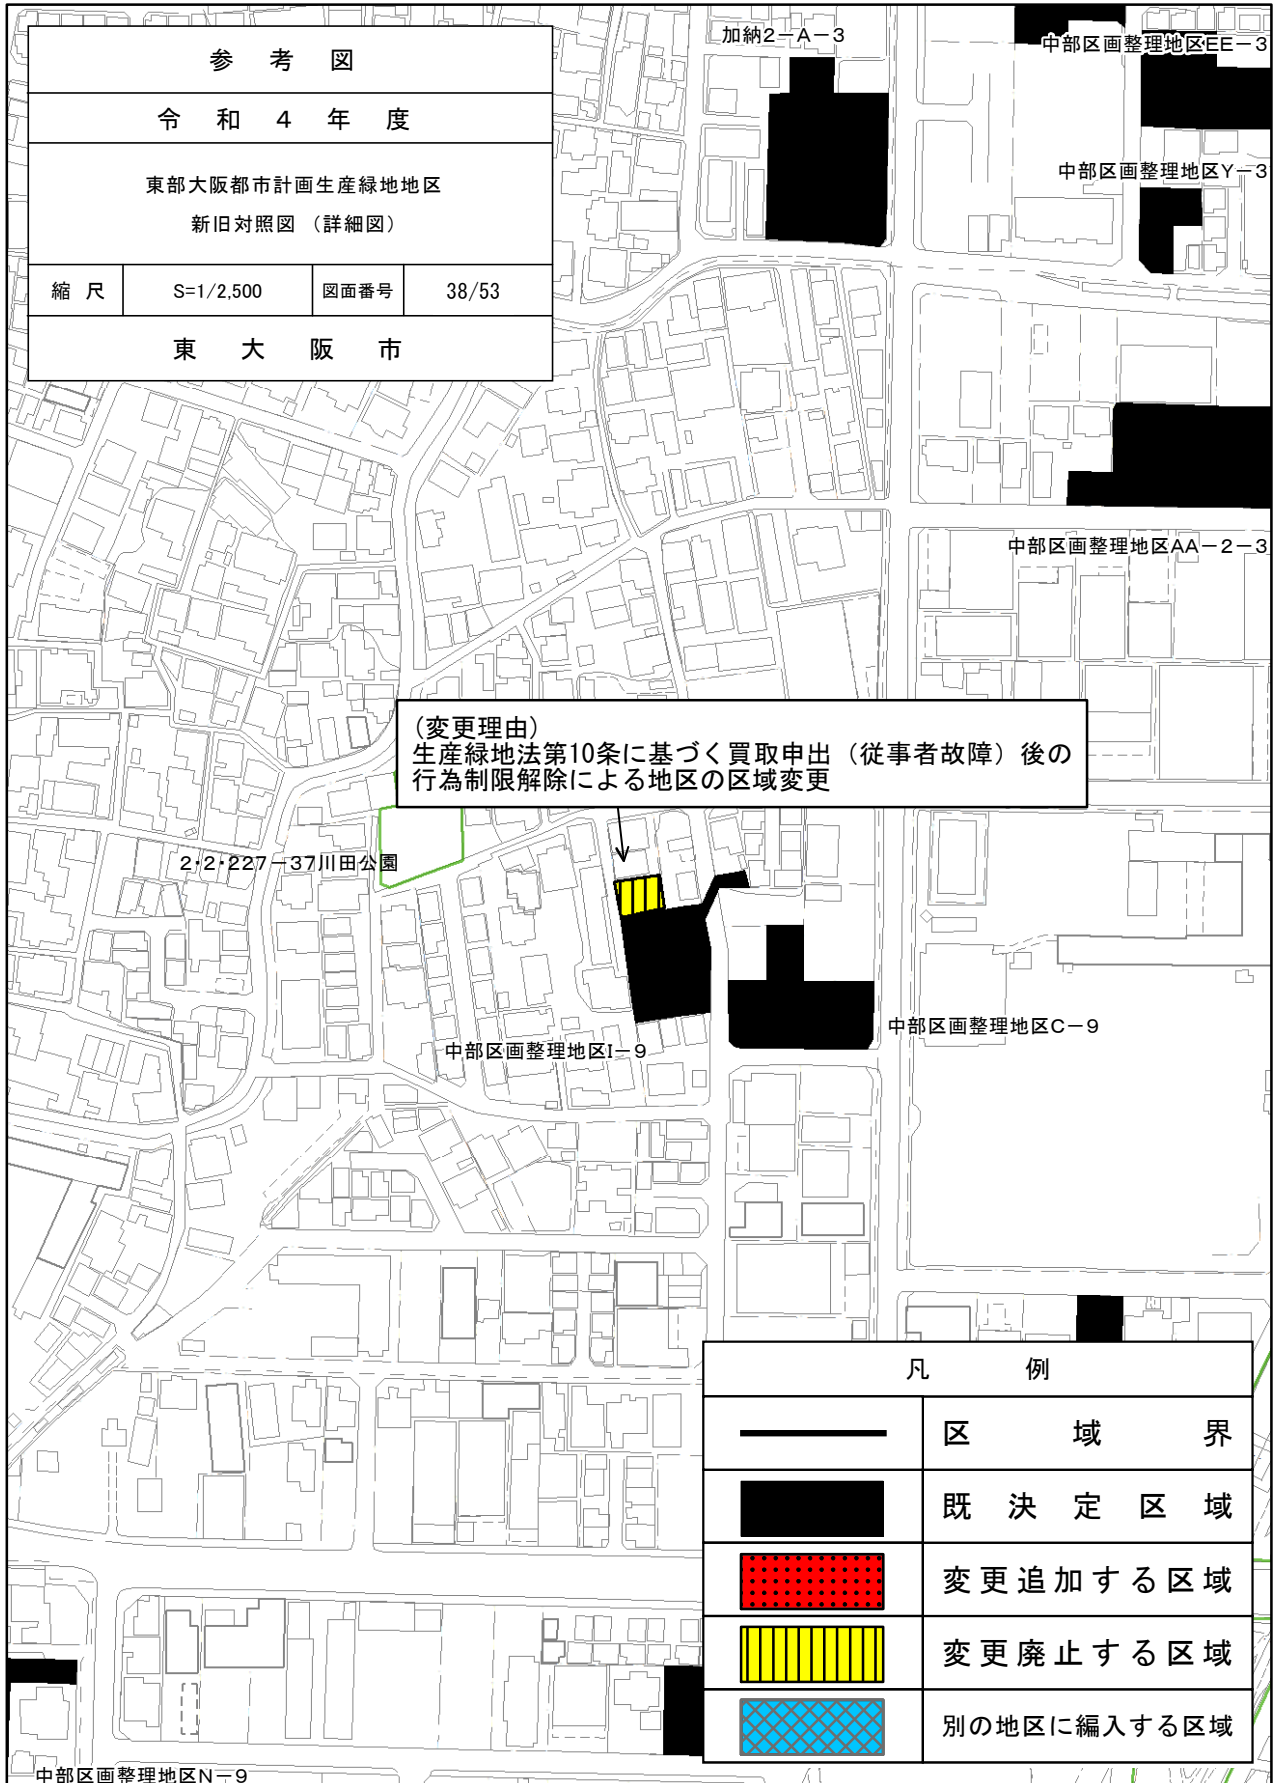 参考図
令和4年度
東部大阪都市計画生産緑地地区
新旧対照図 （詳細図）
縮尺 S=1/2,500 図面番号 38/53
東大阪市
加納2－A－3
中部区画整理地区EE－3
中部区画整理地区Y－3
中部区画整理地区AA－2－3
(変更理由)
生産緑地法第10条に基づく買取申出（従事者故障）後の
行為制限解除による地区の区域変更
2・2・227－37川田公園
中部区画整理地区C－9
中部区画整理地区I－9
凡例
区域界
既決定区域
変更追加する区域
変更廃止する区域
別の地区に編入する区域
中部区画整理地区N－9